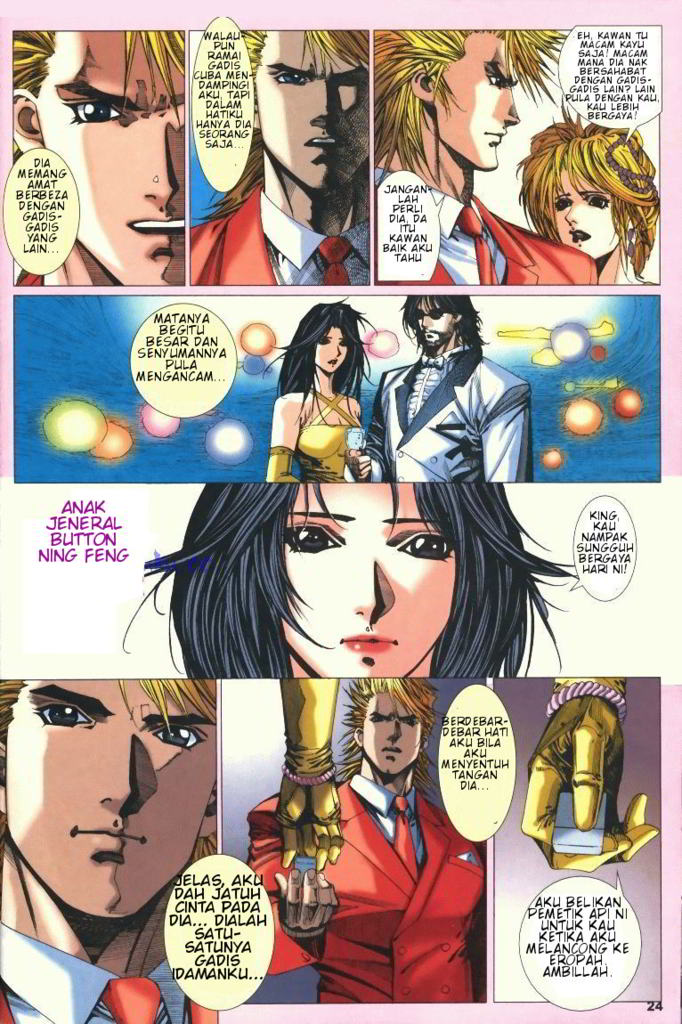 DIA
MEMANG
AMAT
BERBEZA
DENGAN
GADIS-
GADIS
YANG
LAIN...
WALAU
PUN
RAMAI
GADIS
CUBA MEN-
DAMPINGI
AKU, TAPI
DALAM
HATIKU
HANYA DIA
SEORANG
SAJA...
EH, KAWAN TU
MACAM KAYU
SAJA! MACAM
MANA DIA NAK
BERSAHABAT
DENGAN GADIS-
GADIS LAIN? LAIN
PULA DENGAN KAU,
KAU LEBIH
BERGAYA!
JANGAN-
LAH
PERLI
DIA, DA
ITU
KAWAN
BAIK AKU
TAHU
MATANYA
BEGITU
BESAR DAN
SENYUMANNYA
PULA
MENGANCAM...
ANAK
JENERAL
BUTTON
NING FENG
KING,
KAU
NAMPAK
SUNGGUH
BERGAYA
HARI NI!
JELAS, AKU
DAH JATUH
CINTA PADA
DIA... DIALAH
SATU-
SATUNYA
GADIS
IDAMANKU...
BERDEBAR-
DEBAR HATI
AKU BILA
AKU
MENYENTUH
TANGAN
DIA...
AKU BELIKAN
PEMETIK API NI
UNTUK KAU
KETIKA AKU
MELANCONG KE
EROPAH,
AMBILLAH.
24